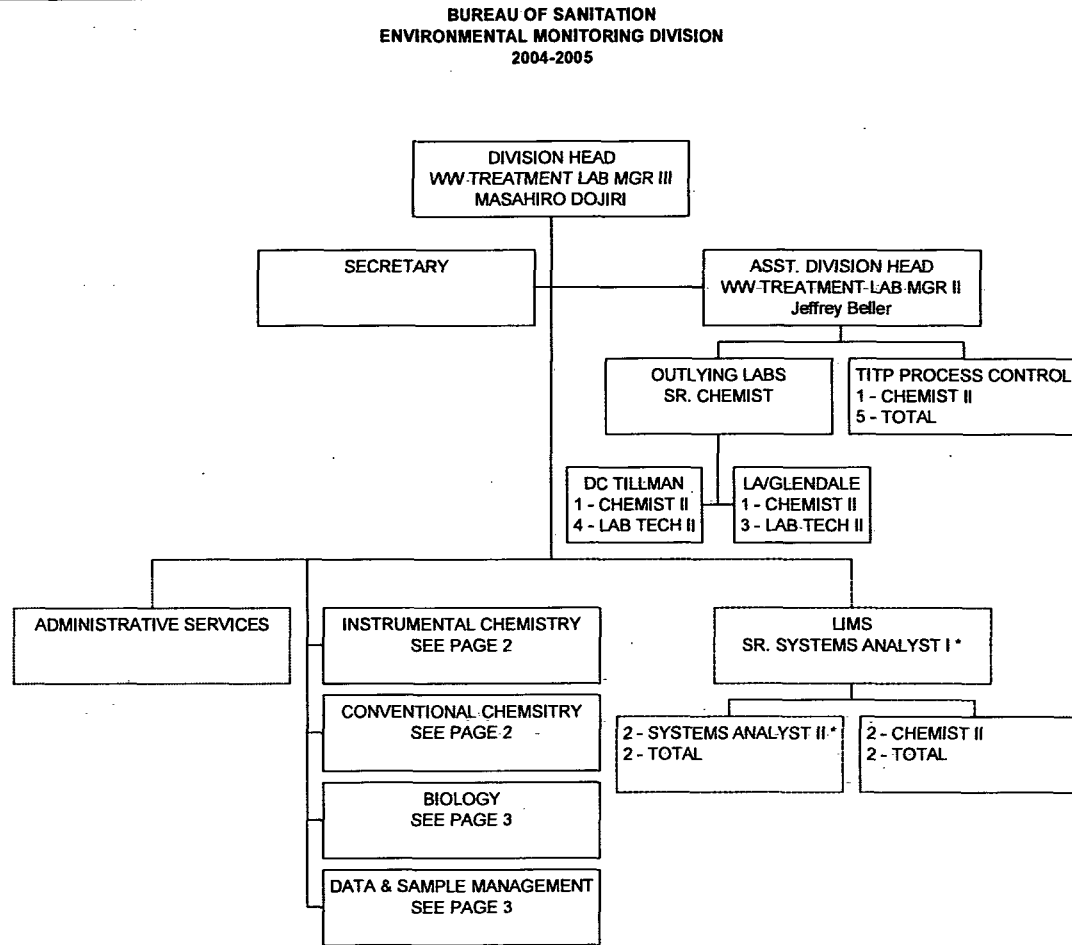 BUREAU OF SANITATION
ENVIRONMENTAL MONITORING DIVISION
2004-2005
DIVISION HEAD
WW TREATMENT LAB MGR III
MASAHIRO DOJIRI
SECRETARY
ASST. DIVISION HEAD
WW TREATMENT LAB MGR II
Jeffrey Beller
OUTLYING LABS
SR. CHEMIST
TITP PROCESS CONTROL
1 - CHEMIST II
5 - TOTAL
DC TILLMAN
1 - CHEMIST II
4 - LAB TECH II
LA/GLENDALE
1 - CHEMIST II
3 - LAB TECH II
ADMINISTRATIVE SERVICES
INSTRUMENTAL CHEMISTRY
SEE PAGE 2
CONVENTIONAL CHEMSITRY
SEE PAGE 2
BIOLOGY
SEE PAGE 3
DATA & SAMPLE MANAGEMENT
SEE PAGE 3
LIMS
SR. SYSTEMS ANALYST I *
2 - SYSTEMS ANALYST II *
2 - TOTAL
2 - CHEMIST II
2 - TOTAL